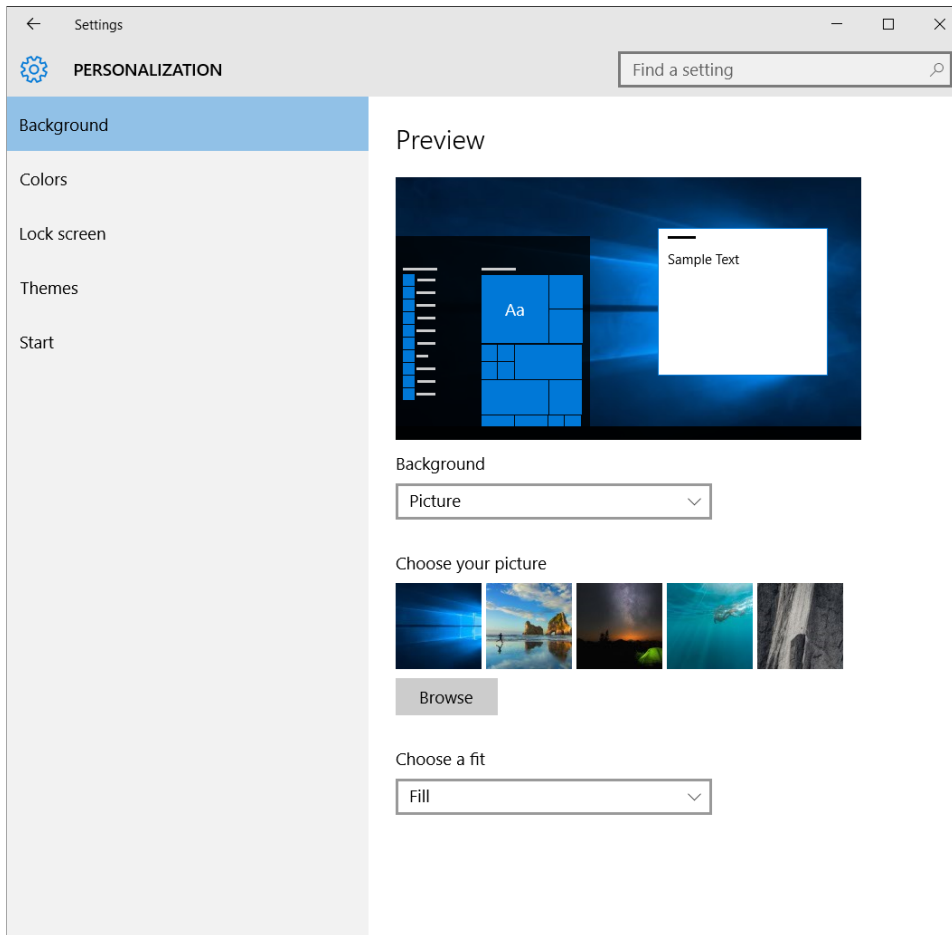 Settings
PERSONALIZATION
Find a setting
Background
Colors
Lock screen
Themes
Start
Preview
Sample Text
Aa
Background
Picture
Choose your picture
Browse
Choose a fit
Fill